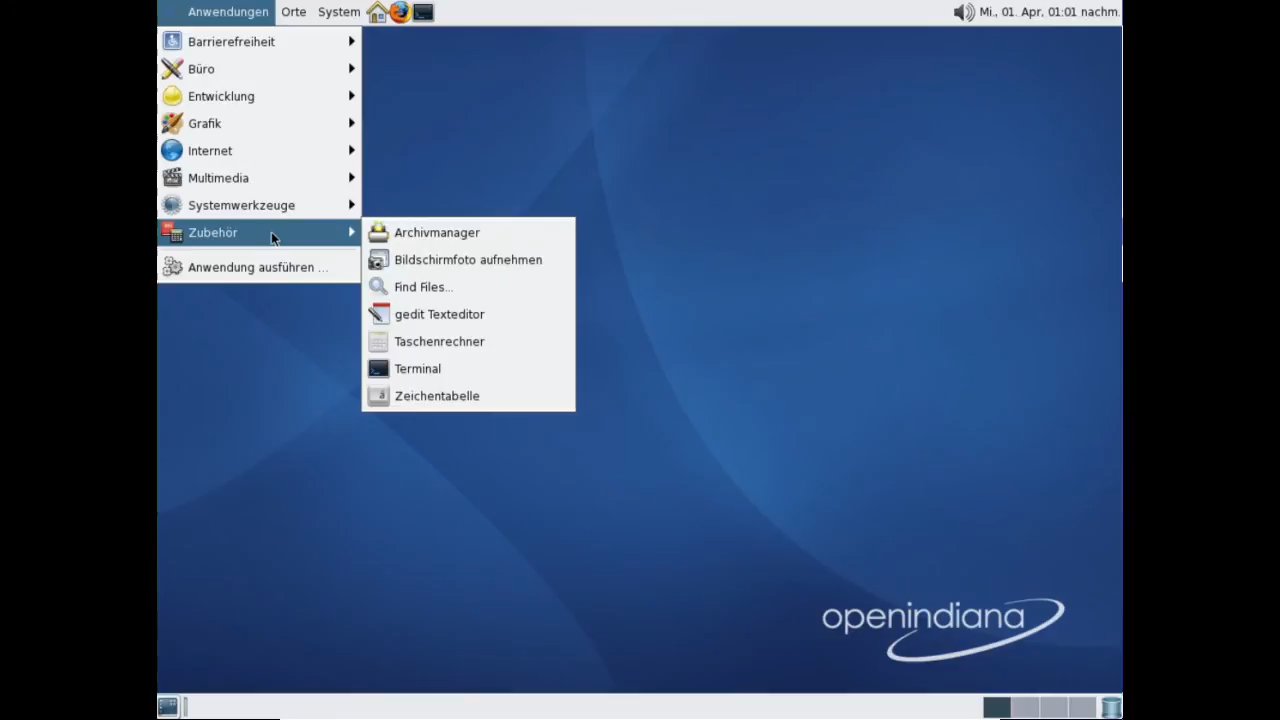 Anwendungen Orte System Mi., 01. Apr, 01:01 nachm.
Barrierefreiheit
Büro
Entwicklung
Grafik
Internet
Multimedia
Systemwerkzeuge
Zubehör
Anwendung ausführen ...
Archivmanager
Bildschirmfoto aufnehmen
Find Files...
gedit Texteditor
Taschenrechner
Terminal
Zeichentabelle
openindiana